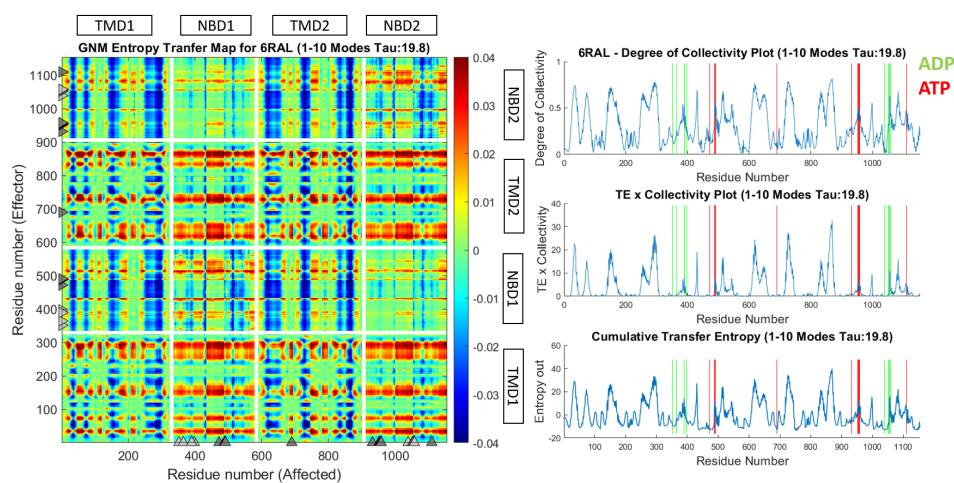 TMD1
NBD1
TMD2
NBD2
GNM Entropy Tranfer Map for 6RAL (1-10 Modes Tau:19.8)
Residue number (Effector)
1100
1000
900
800
700
600
500
400
300
200
100
200
400
600
800
1000
Residue number (Affected)
0.04
0.03
0.02
0.01
0
-0.01
-0.02
-0.03
-0.04
NBD2
TMD2
NBD1
TMD1
6RAL - Degree of Collectivity Plot (1-10 Modes Tau:19.8)
ADP
ATP
Degree of Collectivity
1
0.5
0
0 200 400 600 800 1000
Residue Number
TE x Collectivity Plot (1-10 Modes Tau:19.8)
TE x Collectivity
40
30
20
10
0
0 200 400 600 800 1000
Residue Number
Cumulative Transfer Entropy (1-10 Modes Tau:19.8)
Entropy out
60
40
20
0
-20
100 200 300 400 500 600 700 800 900 1000 1100
Residue Number